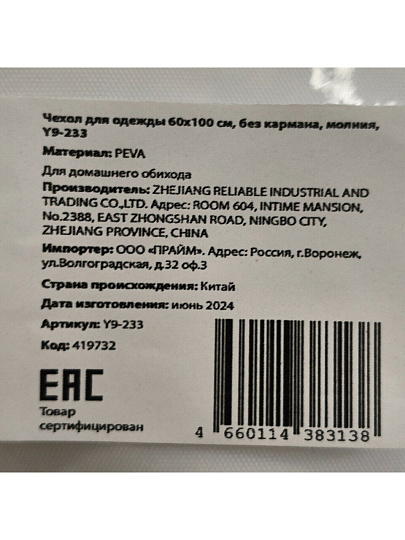 Чехол для одежды 60х100 см, без кармана, молния,
Y9-233
Материал: PEVA
Для домашнего обихода
Производитель: ZHEJIANG RELIABLE INDUSTRIAL AND
TRADING CO.,LTD. Адрес: ROOM 604, INTIME MANSION,
No.2388, EAST ZHONGSHAN ROAD, NINGBO CITY,
ZHEJIANG PROVINCE, CHINA
Импортер: ООО «ПРАЙМ». Адрес: Россия, г.Воронеж,
ул.Волгоградская, д.32 оф.3
Страна происхождения: Китай
Дата изготовления: июнь 2024
Артикул: Y9-233
Код: 419732
EAC
Товар
сертифицирован
4 660114 383138